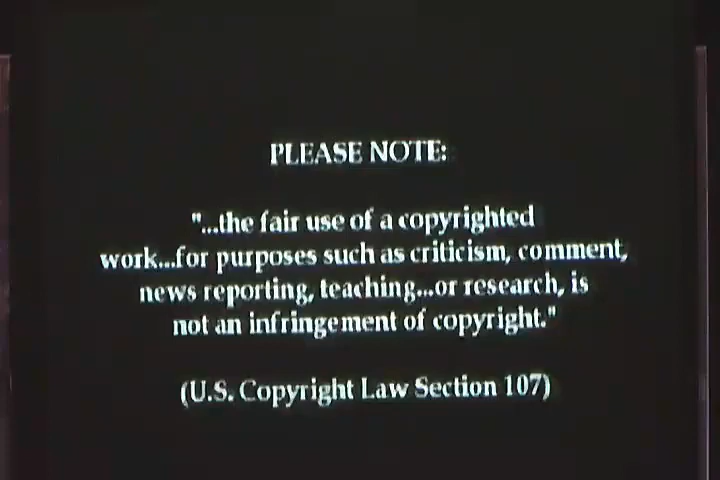 PLEASE NOTE:
"...the fair use of a copyrighted
work...for purposes such as criticism, comment,
news reporting, teaching...or research, is
not an infringement of copyright."
(U.S. Copyright Law Section 107)